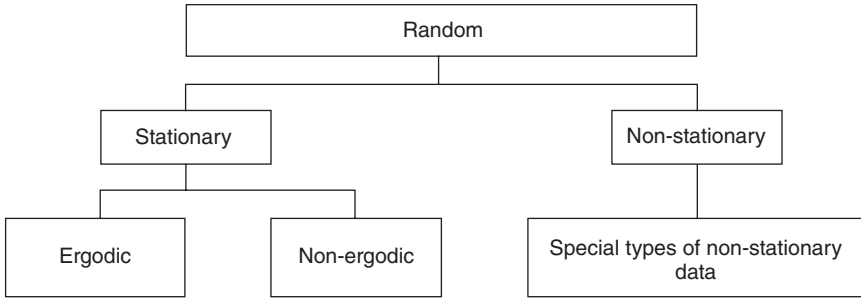 Random
Stationary
Non-stationary
Ergodic
Non-ergodic
Special types of non-stationary
data